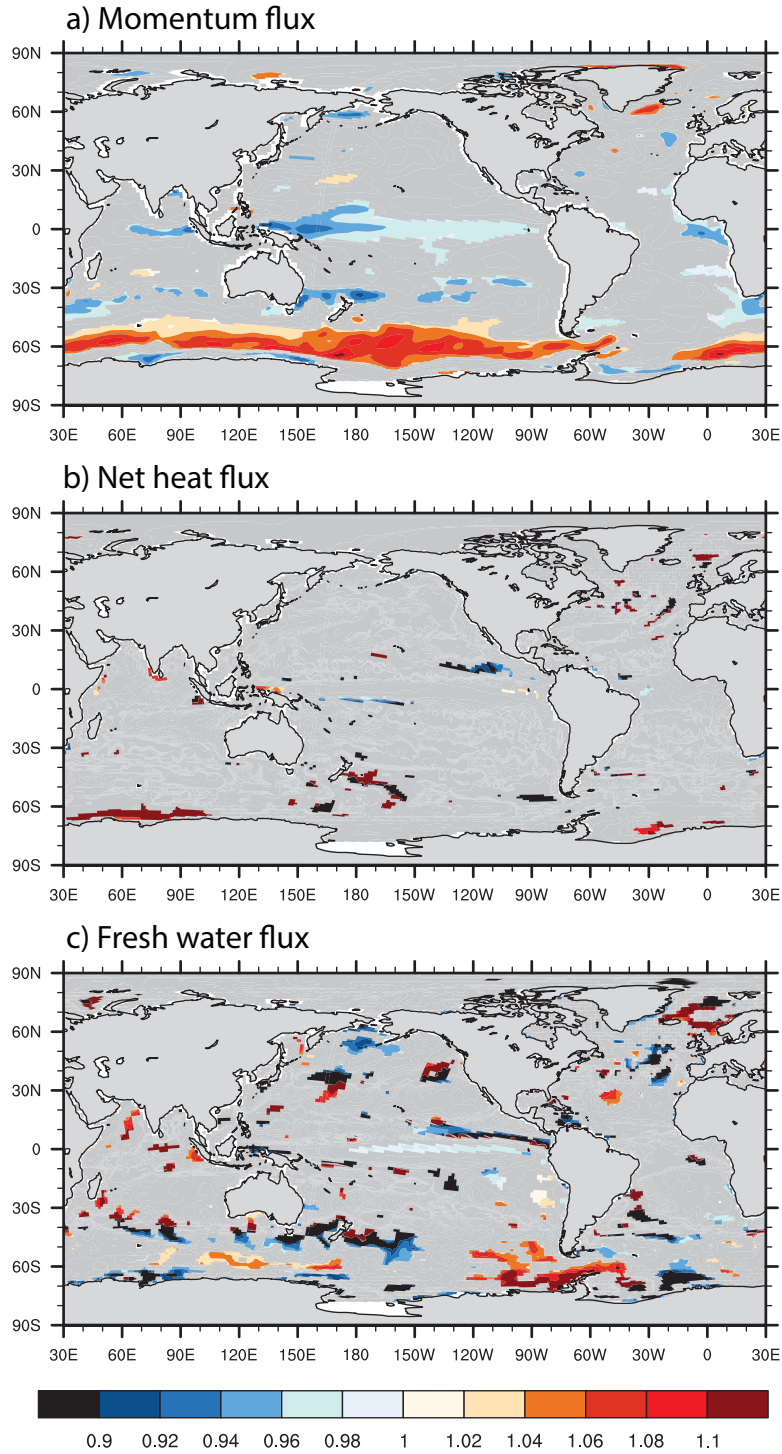 a) Momentum flux
90N
60N
30N
0
30S
60S
90S
30E 60E 90E 120E 150E 180 150W 120W 90W 60W 30W 0 30E
b) Net heat flux
90N
60N
30N
0
30S
60S
90S
30E 60E 90E 120E 150E 180 150W 120W 90W 60W 30W 0 30E
c) Fresh water flux
90N
60N
30N
0
30S
60S
90S
30E 60E 90E 120E 150E 180 150W 120W 90W 60W 30W 0 30E
0.9 0.92 0.94 0.96 0.98 1 1.02 1.04 1.06 1.08 1.1